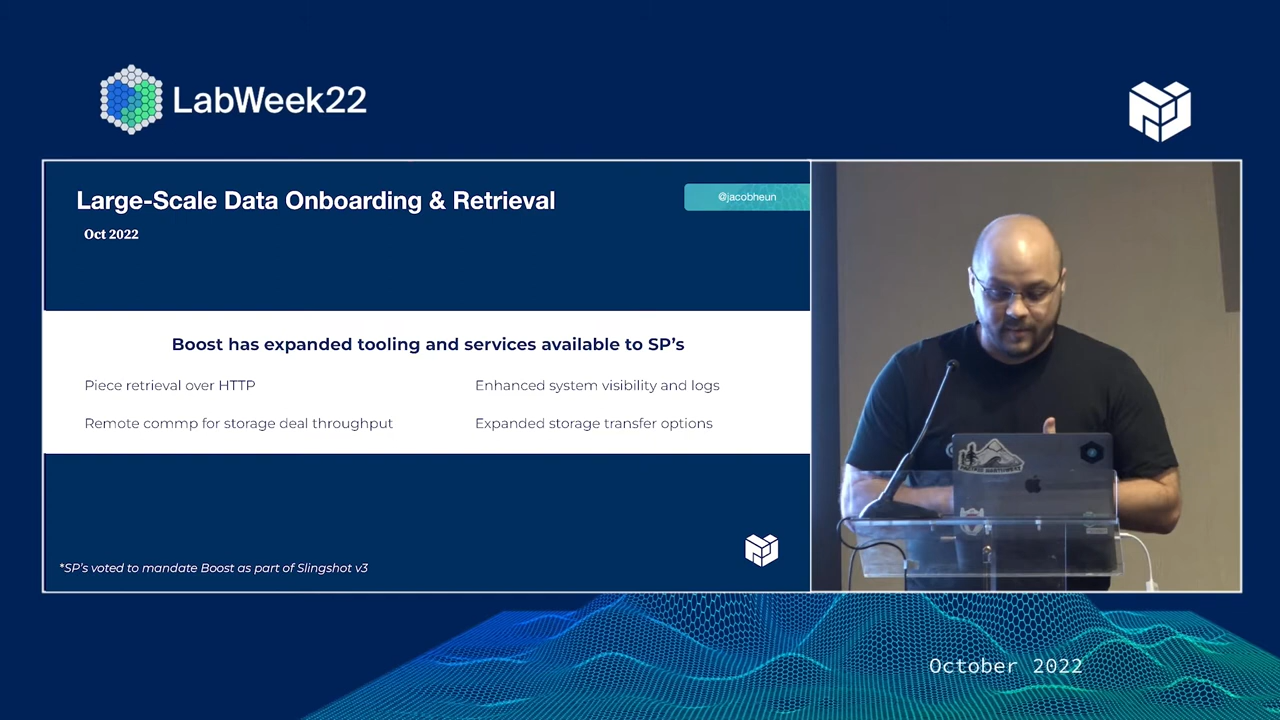 LabWeek22
Large-Scale Data Onboarding & Retrieval
@jacobheun
Oct 2022
Boost has expanded tooling and services available to SP’s
Piece retrieval over HTTP
Enhanced system visibility and logs
Remote commp for storage deal throughput
Expanded storage transfer options
*SP’s voted to mandate Boost as part of Slingshot v3
October 2022